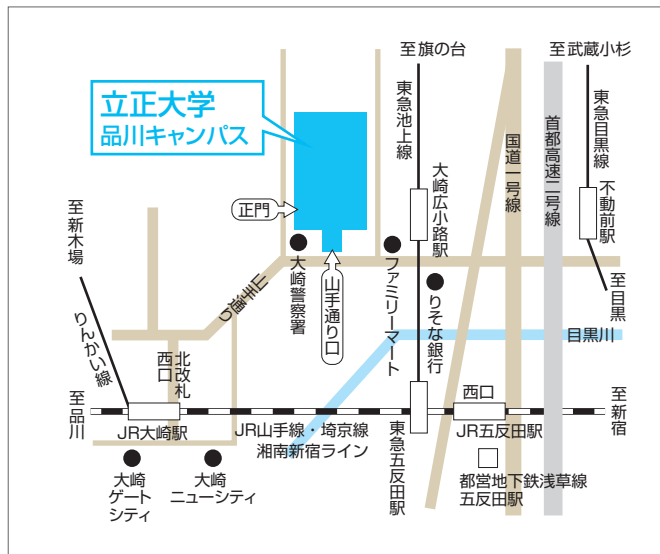 至旗の台
至武蔵小杉
立正大学
品川キャンパス
東急池上線
国道一号線
首都高速二号線
東急目黒線
大崎広小路駅
不動前駅
正門
至新木場
至目黒
山手通り
大崎警察署
山手通り口
ファミリーマート
りそな銀行
目黒川
りんかい線
北改札
西口
西口
至品川
至新宿
JR大崎駅
JR山手線・埼京線
湘南新宿ライン
東急五反田駅
JR五反田駅
大崎
ゲート
シティ
大崎
ニューシティ
都営地下鉄浅草線
五反田駅